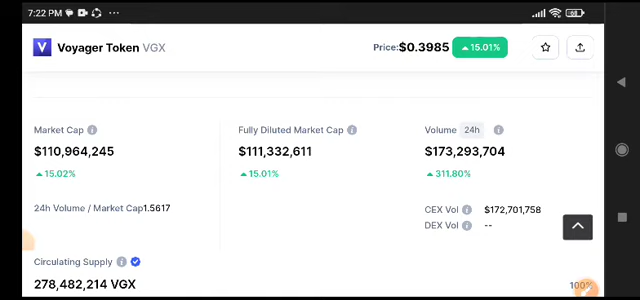 7:22 PM
68
V Voyager Token VGX
Price:$0.3985 15.01%
Market Cap
$110,964,245
15.02%
24h Volume / Market Cap1.5617
Fully Diluted Market Cap
$111,332,611
15.01%
Volume 24h
$173,293,704
311.80%
CEX Vol $172,701,758
DEX Vol --
Circulating Supply
278,482,214 VGX
100%